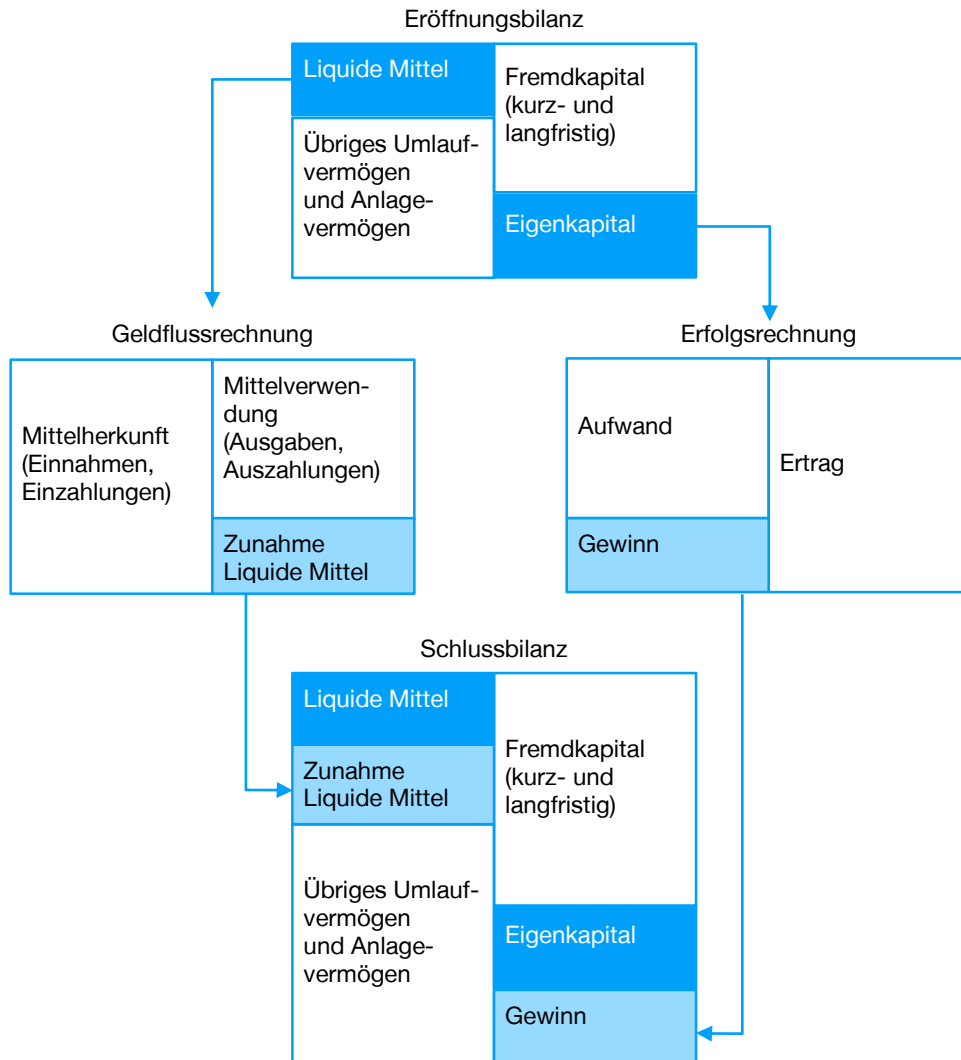 Eröffnungsbilanz
Liquide Mittel
Übriges Umlauf-
vermögen
und Anlage-
vermögen
Fremdkapital
(kurz- und
langfristig)
Eigenkapital
Geldflussrechnung
Mittelherkunft
(Einnahmen,
Einzahlungen)
Mittelverwen-
dung
(Ausgaben,
Auszahlungen)
Zunahme
Liquide Mittel
Erfolgsrechnung
Aufwand
Gewinn
Ertrag
Schlussbilanz
Liquide Mittel
Zunahme
Liquide Mittel
Übriges Umlauf-
vermögen
und Anlage-
vermögen
Fremdkapital
(kurz- und
langfristig)
Eigenkapital
Gewinn